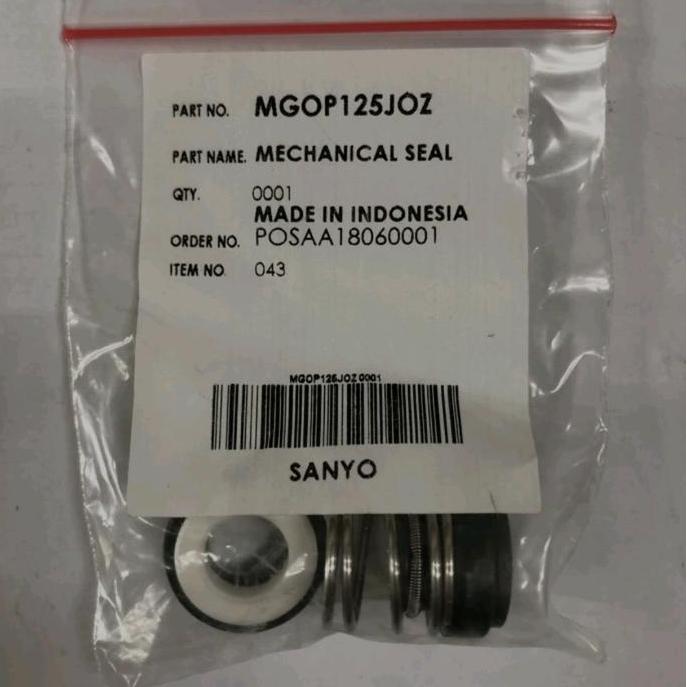 PART NO. MGOP125JOZ
PART NAME. MECHANICAL SEAL
QTY. 0001
MADE IN INDONESIA
ORDER NO. POSAA18060001
ITEM NO 043
MGOP125JOZ 0001
SANYO